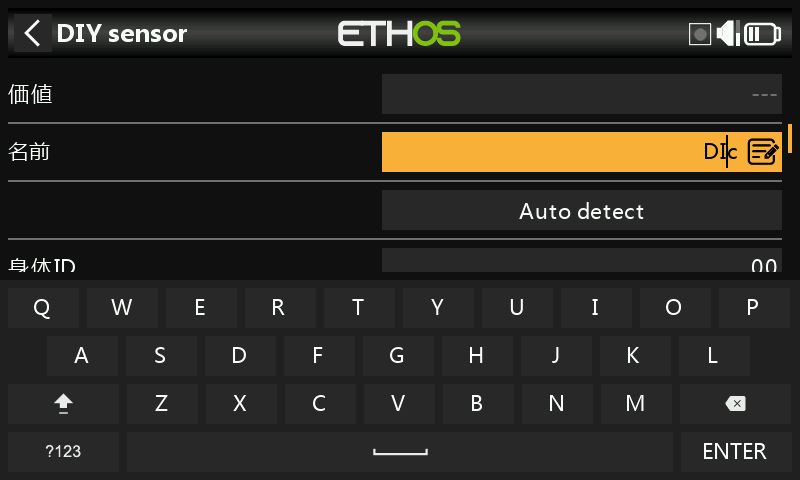 DIY sensor ETHOS
価値 ---
名前 DIc
Auto detect
身体ID 00
Q W E R T Y U I O P
A S D F G H J K L
Z X C V B N M
?123 ENTER